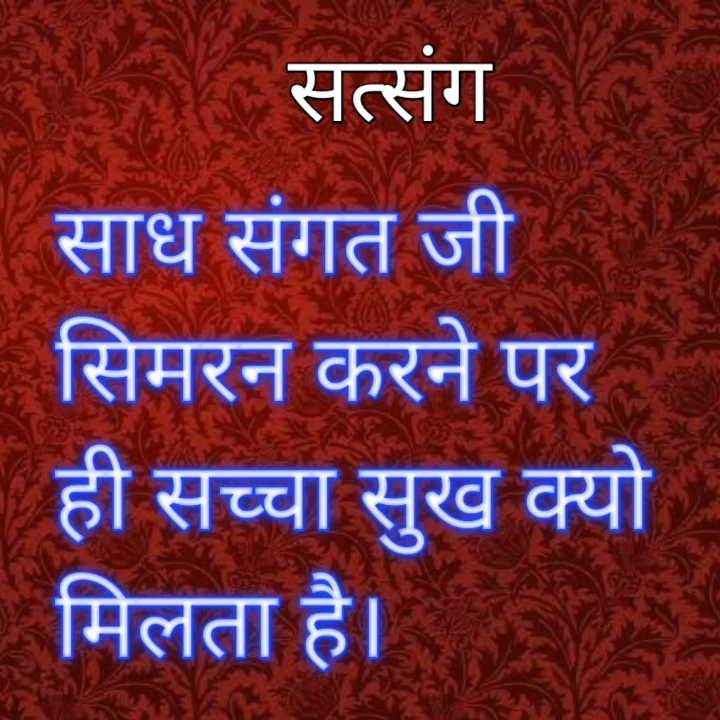 सत्संग
साध संगत जी
सिमरन करने पर
ही सच्चा सुख क्यो
मिलता है।